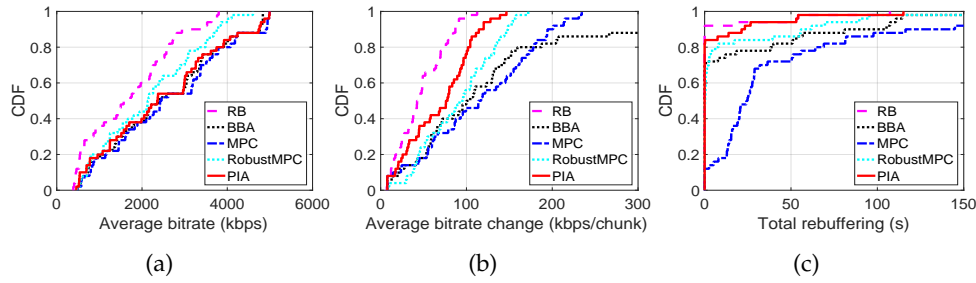 CDF
1
0.8
0.6
0.4
0.2
0
0 2000 4000 6000
Average bitrate (kbps)
RB
BBA
MPC
RobustMPC
PIA
(a)
CDF
1
0.8
0.6
0.4
0.2
0
0 100 200 300
Average bitrate change (kbps/chunk)
RB
BBA
MPC
RobustMPC
PIA
(b)
CDF
1
0.8
0.6
0.4
0.2
0
0 50 100 150
Total rebuffering (s)
RB
BBA
MPC
RobustMPC
PIA
(c)